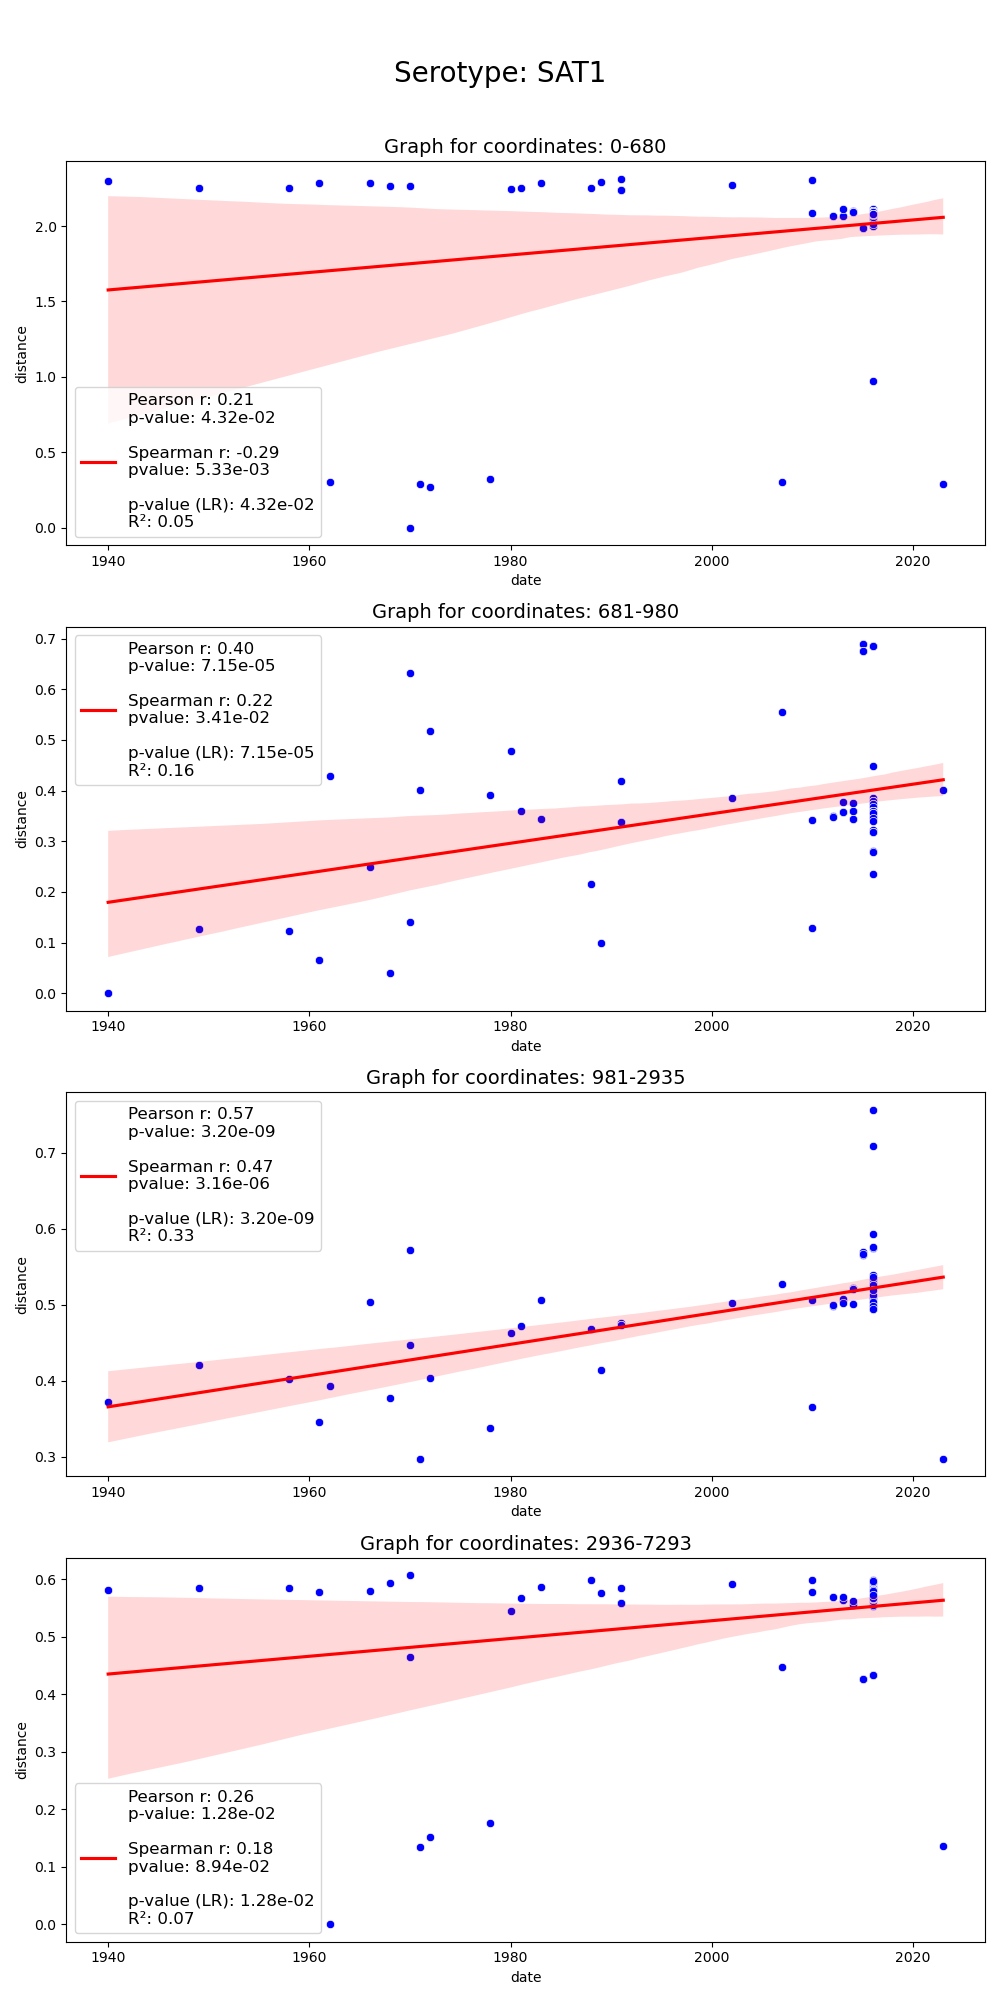 Serotype: SAT1
Graph for coordinates: 0-680
distance
2.0
1.5
1.0
0.5
0.0
Pearson r: 0.21
p-value: 4.32e-02
Spearman r: -0.29
pvalue: 5.33e-03
p-value (LR): 4.32e-02
R²: 0.05
1940
1960
1980
2000
2020
date
Graph for coordinates: 681-980
distance
0.7
0.6
0.5
0.4
0.3
0.2
0.1
0.0
Pearson r: 0.40
p-value: 7.15e-05
Spearman r: 0.22
pvalue: 3.41e-02
p-value (LR): 7.15e-05
R²: 0.16
1940
1960
1980
2000
2020
date
Graph for coordinates: 981-2935
distance
0.7
0.6
0.5
0.4
0.3
Pearson r: 0.57
p-value: 3.20e-09
Spearman r: 0.47
pvalue: 3.16e-06
p-value (LR): 3.20e-09
R²: 0.33
1940
1960
1980
2000
2020
date
Graph for coordinates: 2936-7293
distance
0.6
0.5
0.4
0.3
0.2
0.1
0.0
Pearson r: 0.26
p-value: 1.28e-02
Spearman r: 0.18
pvalue: 8.94e-02
p-value (LR): 1.28e-02
R²: 0.07
1940
1960
1980
2000
2020
date